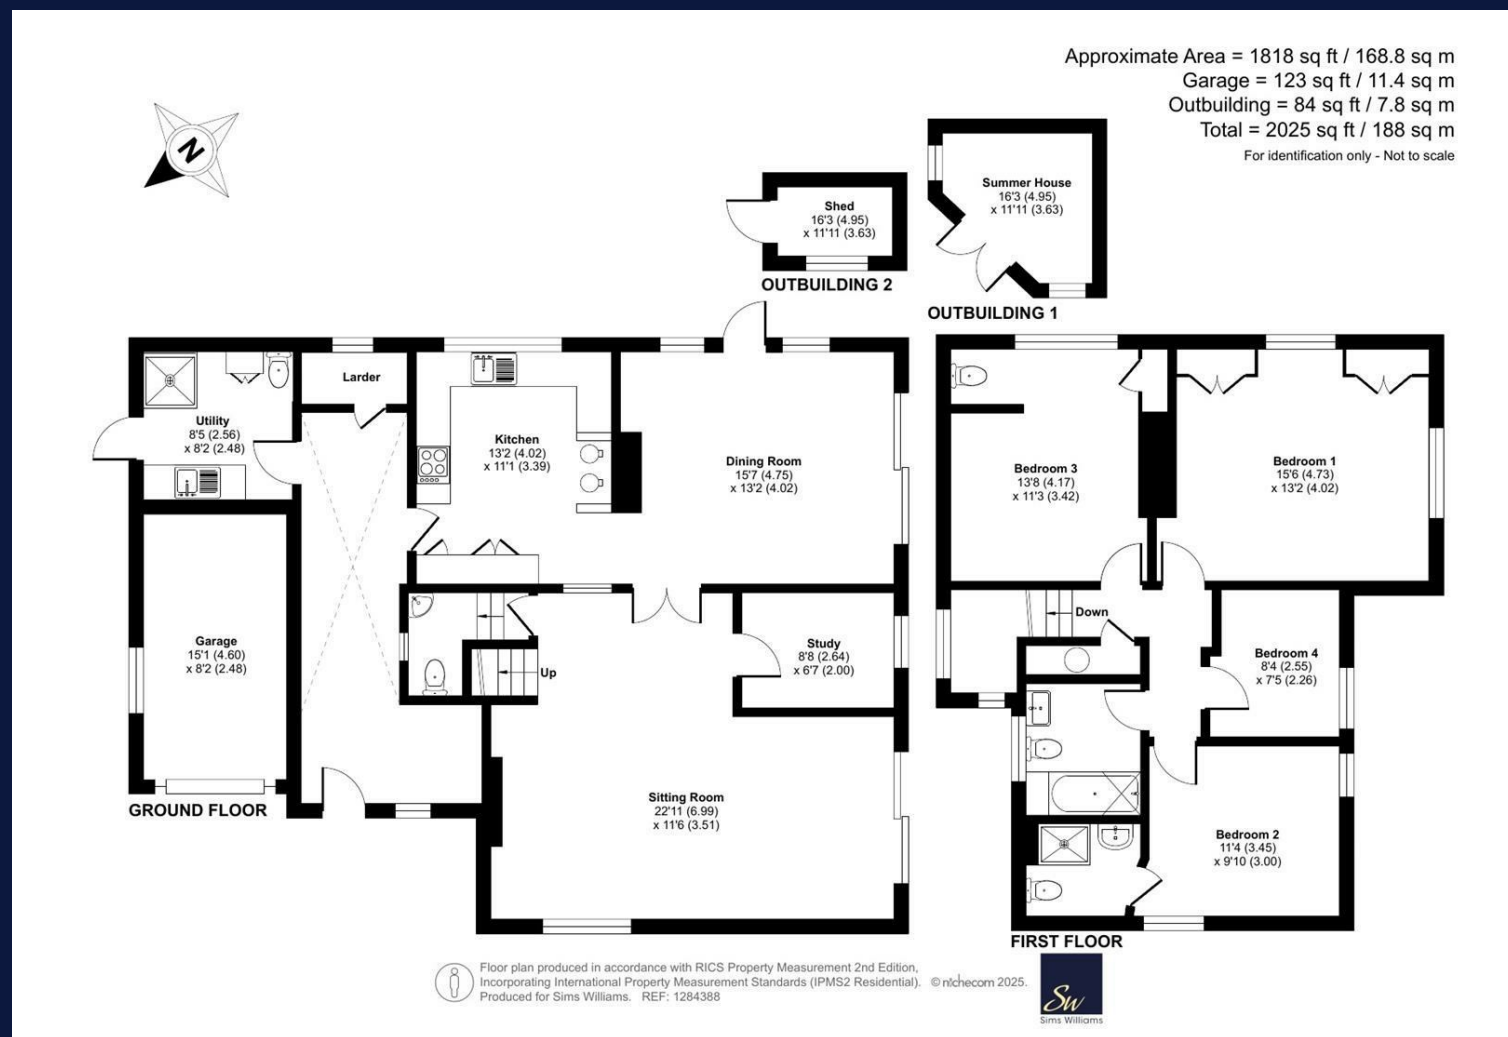 Approximate Area = 1818 sq ft / 168.8 sq m
Garage = 123 sq ft / 11.4 sq m
Outbuilding = 84 sq ft / 7.8 sq m
Total = 2025 sq ft / 188 sq m
For identification only - Not to scale
N
Shed
16'3 (4.95)
x 11'11 (3.63)
OUTBUILDING 2
Summer House
16'3 (4.95)
x 11'11 (3.63)
OUTBUILDING 1
Utility
8'5 (2.56)
x 8'2 (2.48)
Larder
Kitchen
13'2 (4.02)
x 11'1 (3.39)
Dining Room
15'7 (4.75)
x 13'2 (4.02)
Garage
15'1 (4.60)
x 8'2 (2.48)
Up
Study
8'8 (2.64)
x 6'7 (2.00)
Sitting Room
22'11 (6.99)
x 11'6 (3.51)
GROUND FLOOR
Bedroom 3
13'8 (4.17)
x 11'3 (3.42)
Bedroom 1
15'6 (4.73)
x 13'2 (4.02)
Down
Bedroom 4
8'4 (2.55)
x 7'5 (2.26)
Bedroom 2
11'4 (3.45)
x 9'10 (3.00)
FIRST FLOOR
Floor plan produced in accordance with RICS Property Measurement 2nd Edition,
Incorporating International Property Measurement Standards (IPMS2 Residential). © nichecom 2025.
Produced for Sims Williams. REF: 1284388
Sw
Sims Williams